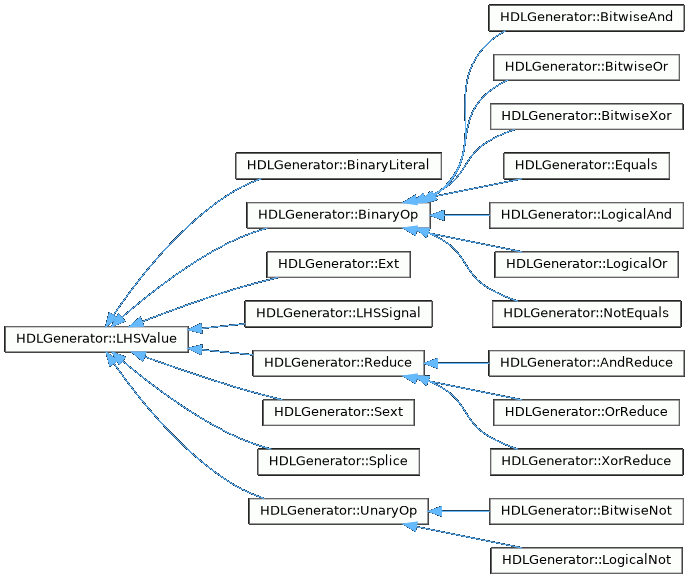 HDLGenerator::BitwiseAnd
HDLGenerator::BitwiseOr
HDLGenerator::BitwiseXor
HDLGenerator::BinaryLiteral
HDLGenerator::Equals
HDLGenerator::BinaryOp
HDLGenerator::LogicalAnd
HDLGenerator::Ext
HDLGenerator::LogicalOr
HDLGenerator::LHSSignal
HDLGenerator::NotEquals
HDLGenerator::LHSValue
HDLGenerator::Reduce
HDLGenerator::AndReduce
HDLGenerator::Sext
HDLGenerator::OrReduce
HDLGenerator::Splice
HDLGenerator::XorReduce
HDLGenerator::UnaryOp
HDLGenerator::BitwiseNot
HDLGenerator::LogicalNot